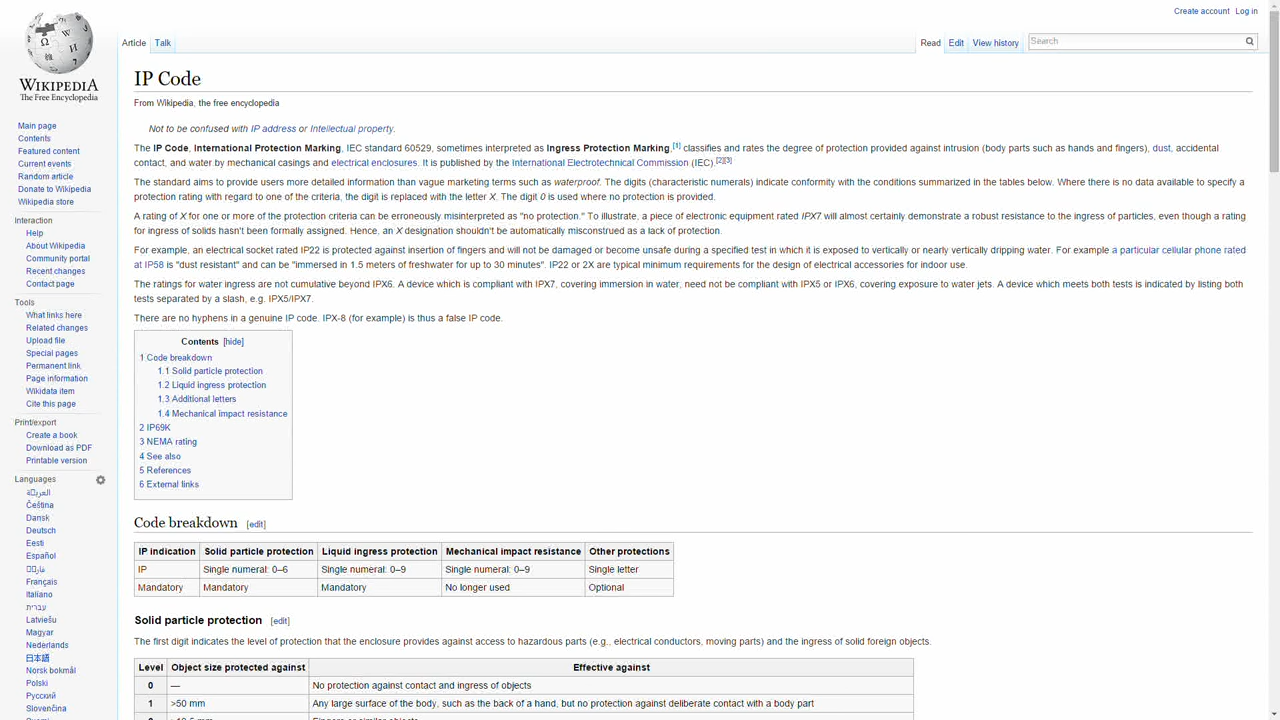 Create account Log in
Article Talk Read Edit View history Search
WIKIPEDIA
The Free Encyclopedia
Main page
Contents
Featured content
Current events
Random article
Donate to Wikipedia
Wikipedia store
Interaction
Help
About Wikipedia
Community portal
Recent changes
Contact page
Tools
What links here
Related changes
Upload file
Special pages
Permanent link
Page information
Wikidata item
Cite this page
Print/export
Create a book
Download as PDF
Printable version
Languages
Čeština
Dansk
Deutsch
Eesti
Español
Français
Italiano
עברית
Latviešu
Magyar
Nederlands
日本語
Norsk bokmål
Polski
Русский
Slovenčina
IP Code
From Wikipedia, the free encyclopedia
Not to be confused with IP address or Intellectual property.
The IP Code, International Protection Marking, IEC standard 60529, sometimes interpreted as Ingress Protection Marking,[1] classifies and rates the degree of protection provided against intrusion (body parts such as hands and fingers), dust, accidental
contact, and water by mechanical casings and electrical enclosures. It is published by the International Electrotechnical Commission (IEC).[2][3]
The standard aims to provide users more detailed information than vague marketing terms such as waterproof. The digits (characteristic numerals) indicate conformity with the conditions summarized in the tables below. Where there is no data available to specify a
protection rating with regard to one of the criteria, the digit is replaced with the letter X. The digit 0 is used where no protection is provided.
A rating of X for one or more of the protection criteria can be erroneously misinterpreted as "no protection." To illustrate, a piece of electronic equipment rated IPX7 will almost certainly demonstrate a robust resistance to the ingress of particles, even though a rating
for ingress of solids hasn't been formally assigned. Hence, an X designation shouldn't be automatically misconstrued as a lack of protection.
For example, an electrical socket rated IP22 is protected against insertion of fingers and will not be damaged or become unsafe during a specified test in which it is exposed to vertically or nearly vertically dripping water. For example a particular cellular phone rated
at IP58 is "dust resistant" and can be "immersed in 1.5 meters of freshwater for up to 30 minutes". IP22 or 2X are typical minimum requirements for the design of electrical accessories for indoor use.
The ratings for water ingress are not cumulative beyond IPX6. A device which is compliant with IPX7, covering immersion in water, need not be compliant with IPX5 or IPX6, covering exposure to water jets. A device which meets both tests is indicated by listing both
tests separated by a slash, e.g. IPX5/IPX7.
There are no hyphens in a genuine IP code. IPX-8 (for example) is thus a false IP code.
Contents [hide]
1 Code breakdown
1.1 Solid particle protection
1.2 Liquid ingress protection
1.3 Additional letters
1.4 Mechanical impact resistance
2 IP69K
3 NEMA rating
4 See also
5 References
6 External links
Code breakdown [edit]
IP indication Solid particle protection Liquid ingress protection Mechanical impact resistance Other protections
IP Single numeral: 0–6 Single numeral: 0–9 Single numeral: 0–9 Single letter
Mandatory Mandatory Mandatory No longer used Optional
Solid particle protection [edit]
The first digit indicates the level of protection that the enclosure provides against access to hazardous parts (e.g., electrical conductors, moving parts) and the ingress of solid foreign objects.
Level Object size protected against Effective against
0 — No protection against contact and ingress of objects
1 >50 mm Any large surface of the body, such as the back of a hand, but no protection against deliberate contact with a body part